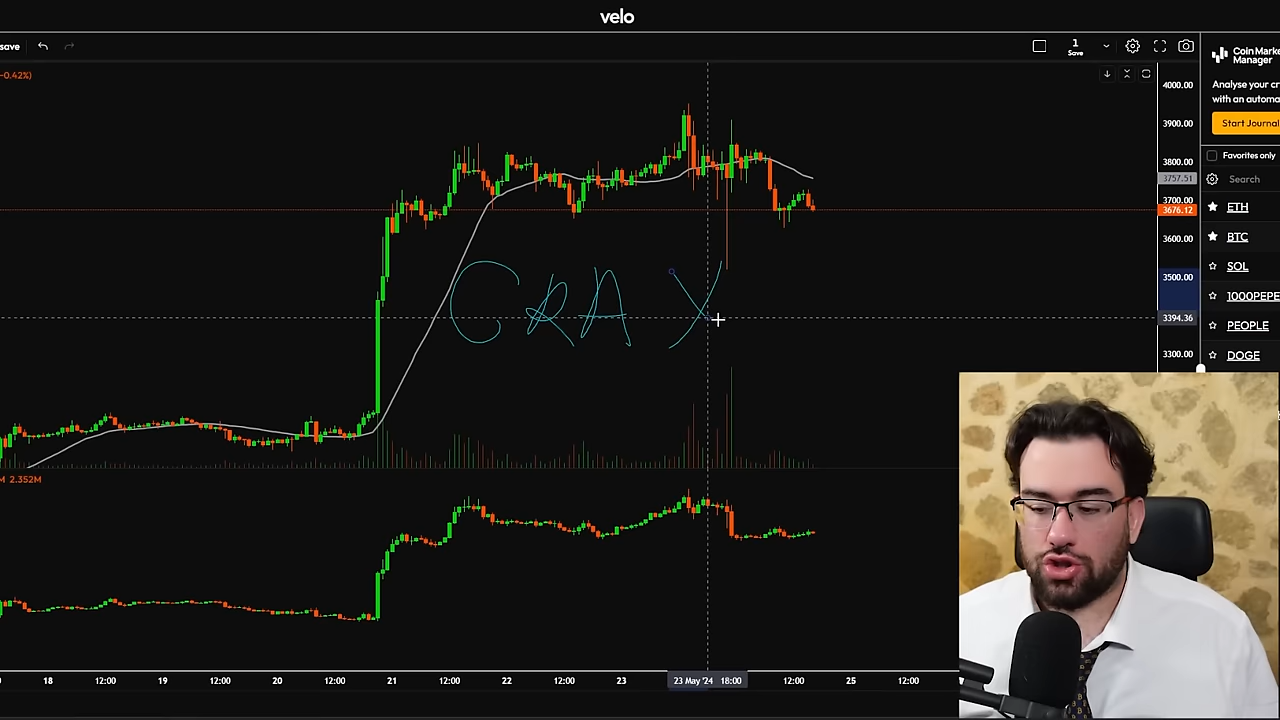 velo
save
1
Save
Coin Marke
Manager
-0.42%)
4000.00
Analyse your cr
with an automa
3900.00
Start Journal
3800.00
Favorites only
3757.51
Search
3700.00
3676.12
ETH
3600.00
BTC
SOL
3500.00
1000PEPE
CRAX
3394.36
PEOPLE
3300.00
DOGE
M 2.352M
18
12:00
19
12:00
20
12:00
21
12:00
22
12:00
23
23 May '24 18:00
12:00
25
12:00